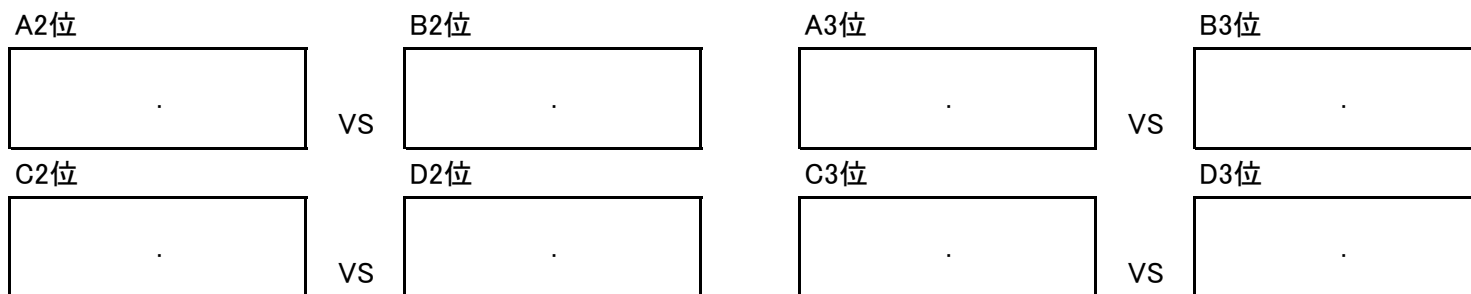 A2位 B2位 A3位 B3位
. VS . . VS .
C2位 D2位 C3位 D3位
. VS . . VS .